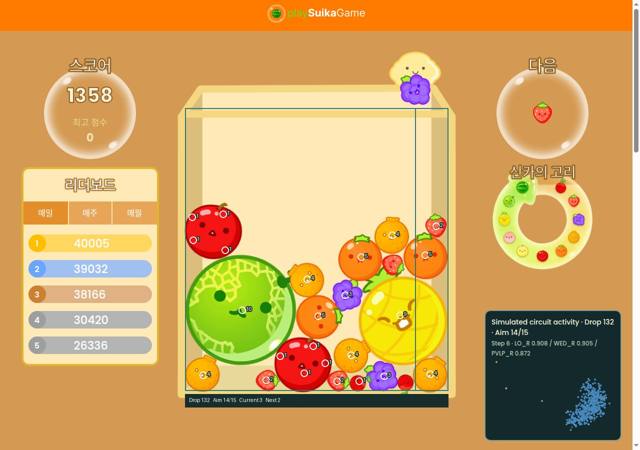 playSuikaGame
스코어
1358
최고 점수
0
리더보드
매일 매주 매월
1 40005
2 39032
3 38166
4 30420
5 26336
다음
신카의 고리
Simulated circuit activity · Drop 132
· Aim 14/15
Step 6 · LO_R 0.908 / WED_R 0.905 /
PVLP_R 0.872
Drop 132 Aim 14/15 Current 3 Next 2